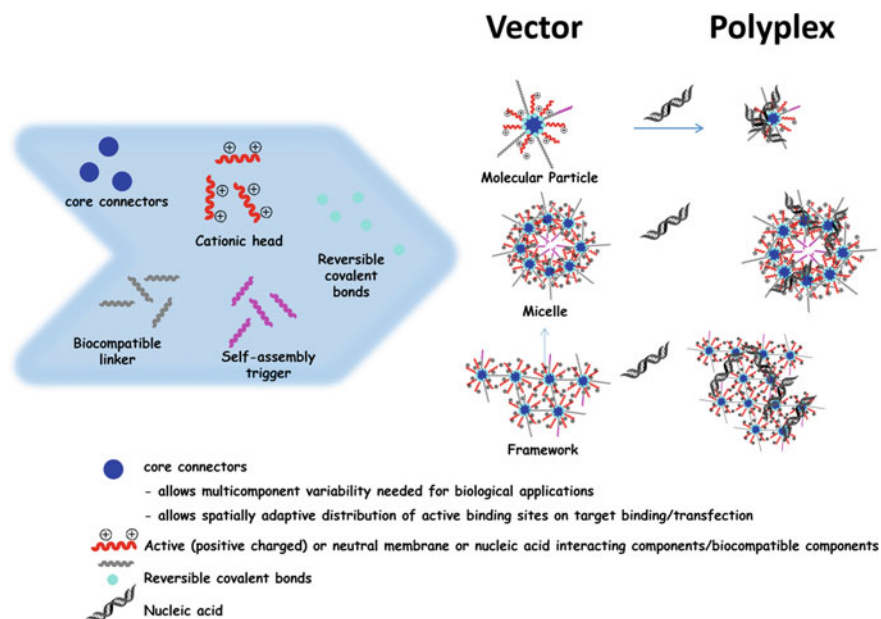 Vector
Polyplex
core connectors
Cationic head
Reversible
covalent
bonds
Biocompatible
linker
Self-assembly
trigger
Molecular Particle
Micelle
Framework
core connectors
- allows multicomponent variability needed for biological applications
- allows spatially adaptive distribution of active binding sites on target binding/transfection
Active (positive charged) or neutral membrane or nucleic acid interacting components/biocompatible components
Reversible covalent bonds
Nucleic acid